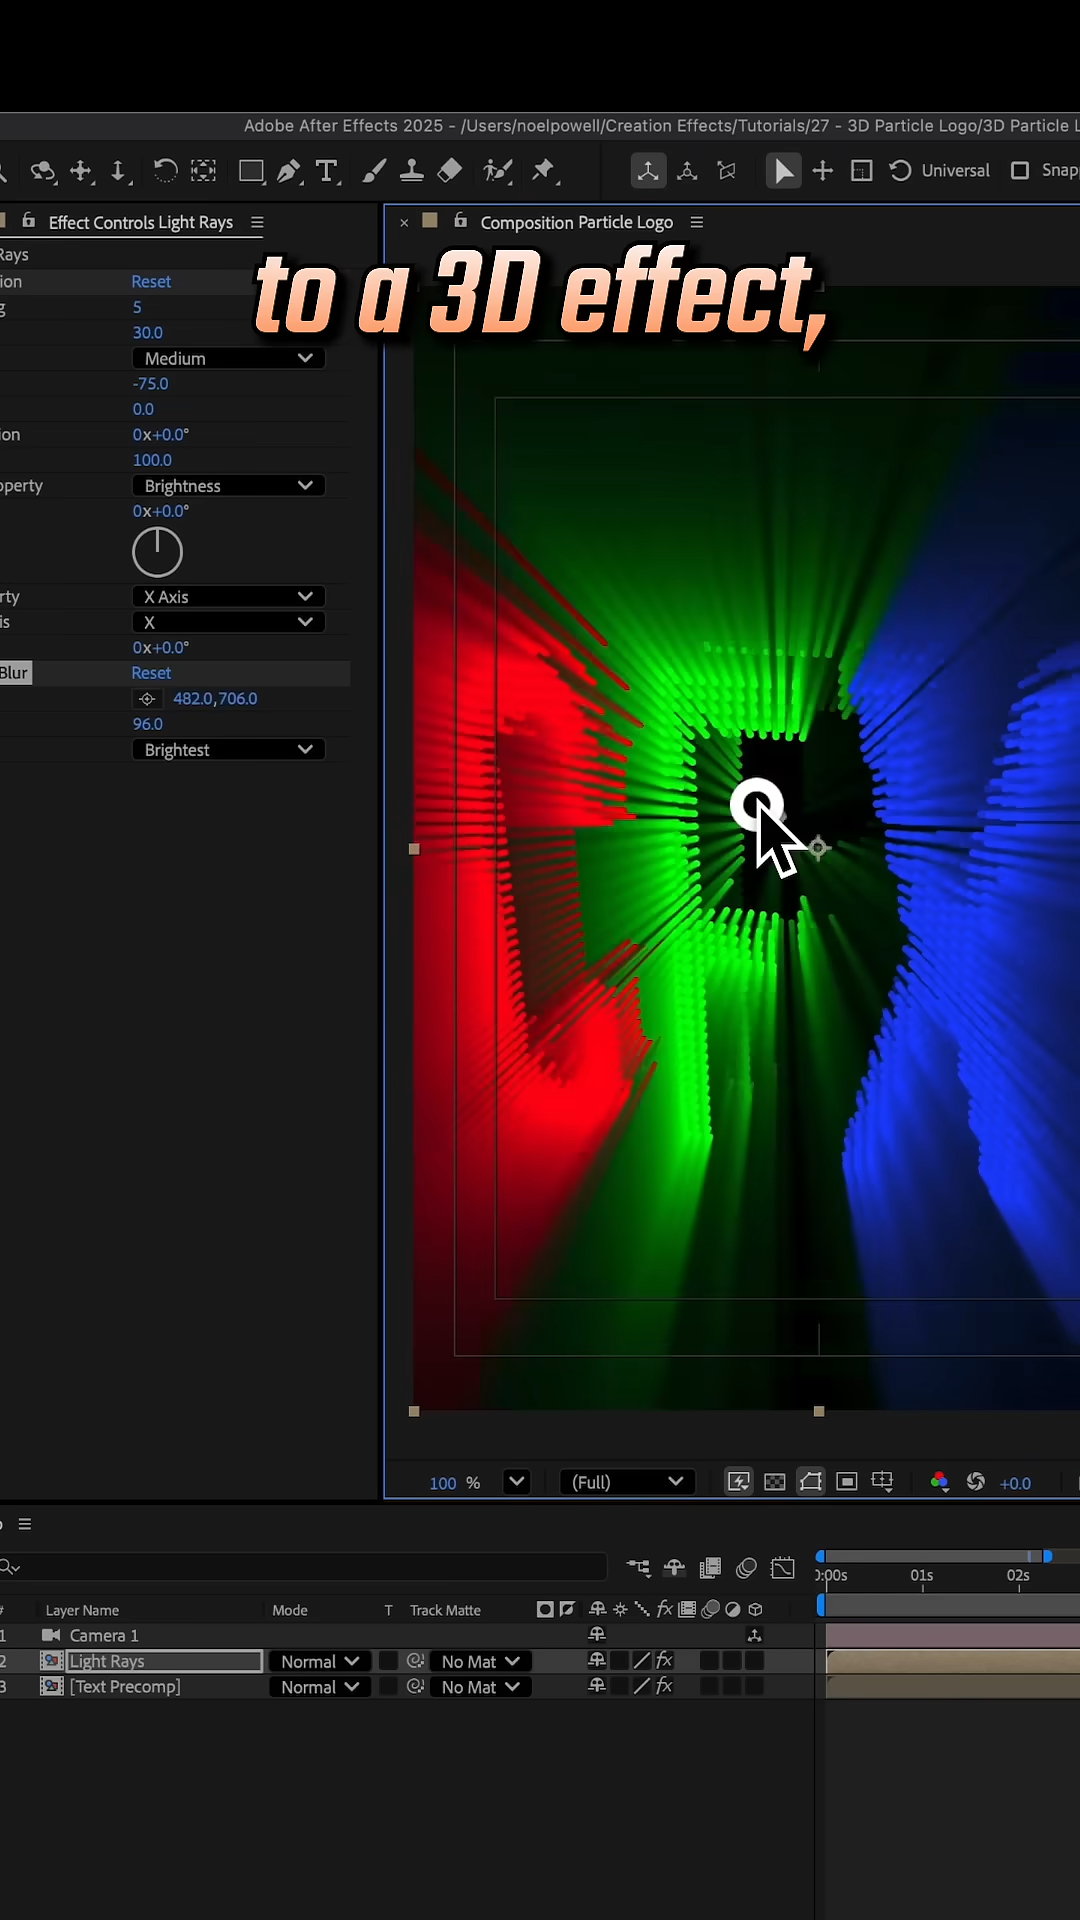 Adobe After Effects 2025 - /Users/noelpowell/Creation Effects/Tutorials/27 - 3D Particle Logo/3D Particle L
Universal
Snapp
Effect Controls Light Rays
Composition Particle Logo
to a 3D effect,
Rays
ion Reset
g 5
30.0
Medium
-75.0
0.0
ion 0x+0.0°
100.0
operty Brightness
0x+0.0°
rty X Axis
is X
0x+0.0°
Blur Reset
482.0,706.0
96.0
Brightest
100 %
(Full)
+0.0
0:00s 01s 02s
# Layer Name Mode T Track Matte
1 Camera 1
2 Light Rays Normal No Mat
3 [Text Precomp] Normal No Mat